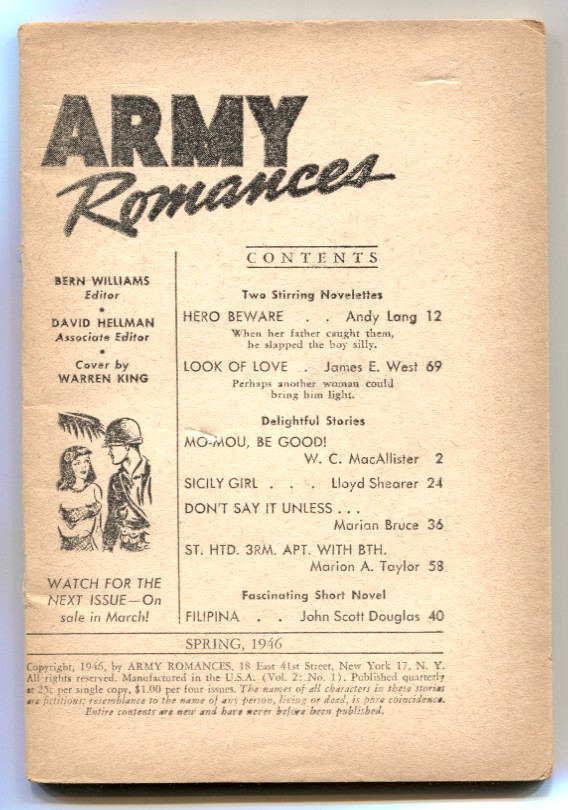 ARMY
Romances
BERN WILLIAMS
Editor
•
DAVID HELLMAN
Associate Editor
•
Cover by
WARREN KING
WATCH FOR THE
NEXT ISSUE—On
sale in March!
CONTENTS
Two Stirring Novelettes
HERO BEWARE . . Andy Lang 12
When her father caught them,
he slapped the boy silly.
LOOK OF LOVE . James E. West 69
Perhaps another woman could
bring him light.
Delightful Stories
MO-MOU, BE GOOD!
W. C. MacAllister 2
SICILY GIRL . . . Lloyd Shearer 24
DON'T SAY IT UNLESS . . .
Marian Bruce 36
ST. HTD. 3RM. APT. WITH BTH.
Marion A. Taylor 58
Fascinating Short Novel
FILIPINA . . John Scott Douglas 40
SPRING, 1946
Copyright, 1946, by ARMY ROMANCES, 18 East 41st Street, New York 17, N. Y.
All rights reserved. Manufactured in the U.S.A. (Vol. 2: No. 1). Published quarterly
at 25c per single copy, $1.00 per four issues. The names of all characters in these stories
are fictitious; resemblance to the name of any person, living or dead, is pure coincidence.
Entire contents are new and have never before been published.